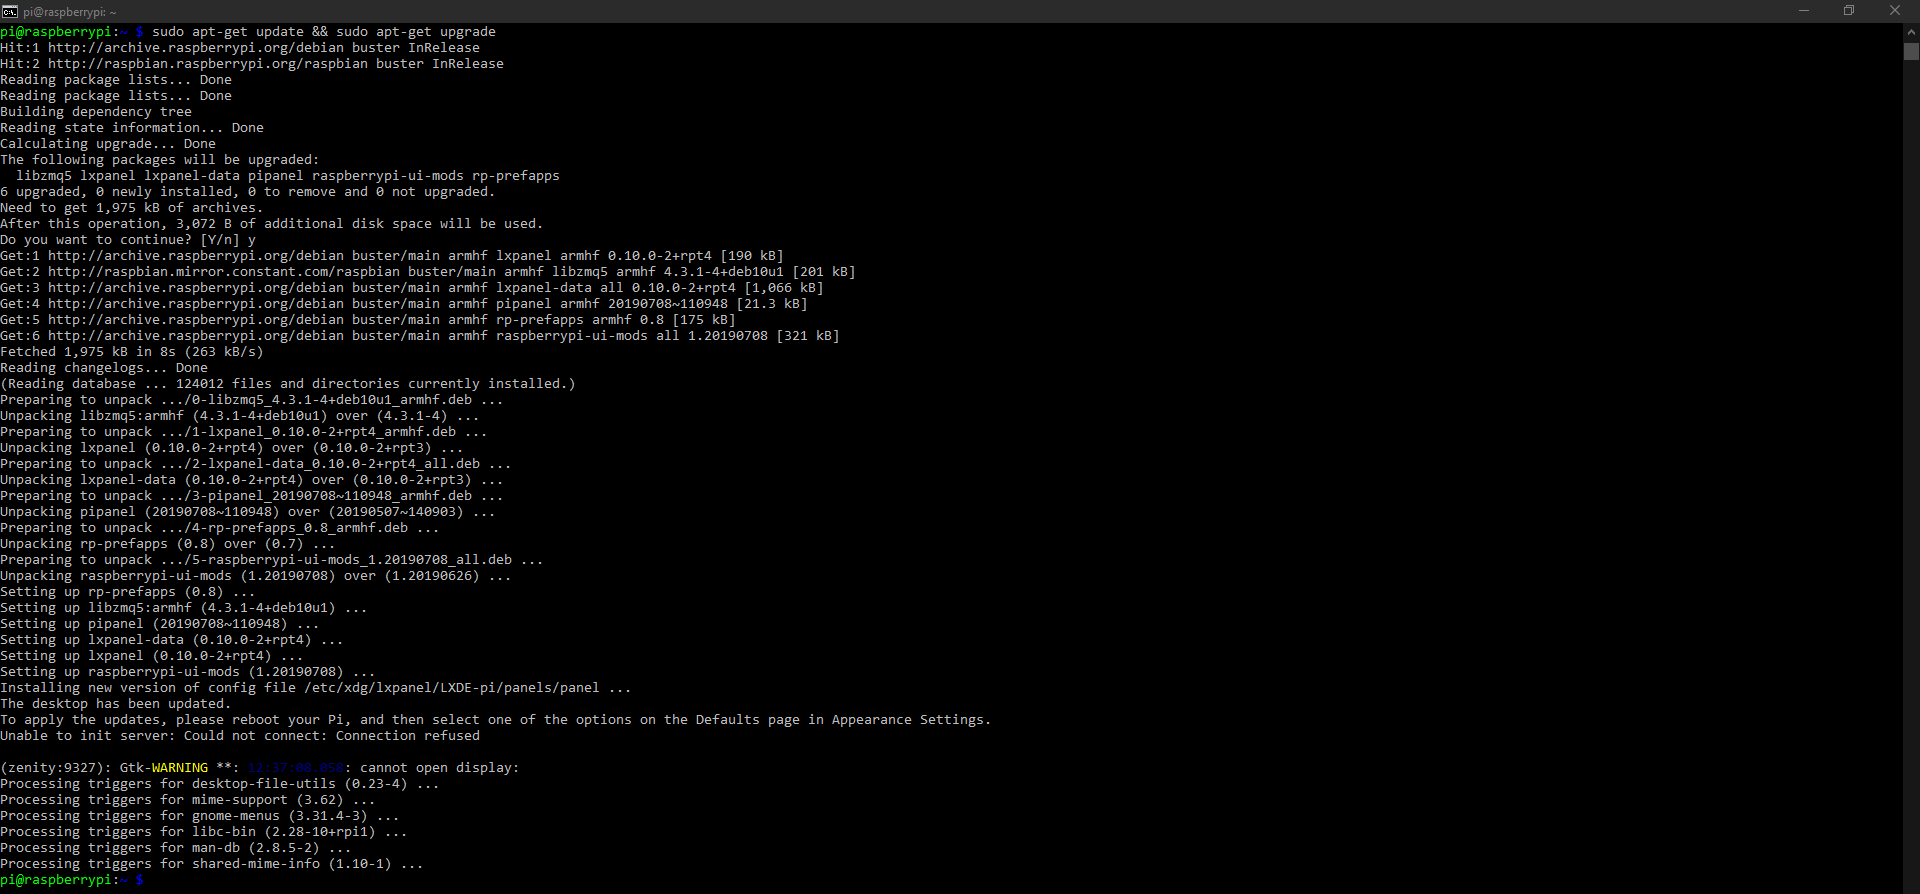 pi@raspberrypi: ~
pi@raspberrypi:~ $ sudo apt-get update && sudo apt-get upgrade
Hit:1 http://archive.raspberrypi.org/debian buster InRelease
Hit:2 http://raspbian.raspberrypi.org/raspbian buster InRelease
Reading package lists... Done
Reading package lists... Done
Building dependency tree
Reading state information... Done
Calculating upgrade... Done
The following packages will be upgraded:
  libzmq5 lxpanel lxpanel-data pipanel raspberrypi-ui-mods rp-prefapps
6 upgraded, 0 newly installed, 0 to remove and 0 not upgraded.
Need to get 1,975 kB of archives.
After this operation, 3,072 B of additional disk space will be used.
Do you want to continue? [Y/n] y
Get:1 http://archive.raspberrypi.org/debian buster/main armhf lxpanel armhf 0.10.0-2+rpt4 [190 kB]
Get:2 http://raspbian.mirror.constant.com/raspbian buster/main armhf libzmq5 armhf 4.3.1-4+deb10u1 [201 kB]
Get:3 http://archive.raspberrypi.org/debian buster/main armhf lxpanel-data all 0.10.0-2+rpt4 [1,066 kB]
Get:4 http://archive.raspberrypi.org/debian buster/main armhf pipanel armhf 20190708~110948 [21.3 kB]
Get:5 http://archive.raspberrypi.org/debian buster/main armhf rp-prefapps armhf 0.8 [175 kB]
Get:6 http://archive.raspberrypi.org/debian buster/main armhf raspberrypi-ui-mods all 1.20190708 [321 kB]
Fetched 1,975 kB in 8s (263 kB/s)
Reading changelogs... Done
(Reading database ... 124012 files and directories currently installed.)
Preparing to unpack .../0-libzmq5_4.3.1-4+deb10u1_armhf.deb ...
Unpacking libzmq5:armhf (4.3.1-4+deb10u1) over (4.3.1-4) ...
Preparing to unpack .../1-lxpanel_0.10.0-2+rpt4_armhf.deb ...
Unpacking lxpanel (0.10.0-2+rpt4) over (0.10.0-2+rpt3) ...
Preparing to unpack .../2-lxpanel-data_0.10.0-2+rpt4_all.deb ...
Unpacking lxpanel-data (0.10.0-2+rpt4) over (0.10.0-2+rpt3) ...
Preparing to unpack .../3-pipanel_20190708~110948_armhf.deb ...
Unpacking pipanel (20190708~110948) over (20190507~140903) ...
Preparing to unpack .../4-rp-prefapps_0.8_armhf.deb ...
Unpacking rp-prefapps (0.8) over (0.7) ...
Preparing to unpack .../5-raspberrypi-ui-mods_1.20190708_all.deb ...
Unpacking raspberrypi-ui-mods (1.20190708) over (1.20190626) ...
Setting up rp-prefapps (0.8) ...
Setting up libzmq5:armhf (4.3.1-4+deb10u1) ...
Setting up pipanel (20190708~110948) ...
Setting up lxpanel-data (0.10.0-2+rpt4) ...
Setting up lxpanel (0.10.0-2+rpt4) ...
Setting up raspberrypi-ui-mods (1.20190708) ...
Installing new version of config file /etc/xdg/lxpanel/LXDE-pi/panels/panel ...
The desktop has been updated.
To apply the updates, please reboot your Pi, and then select one of the options on the Defaults page in Appearance Settings.
Unable to init server: Could not connect: Connection refused
(zenity:9327): Gtk-WARNING **: 12:37:08.058: cannot open display:
Processing triggers for desktop-file-utils (0.23-4) ...
Processing triggers for mime-support (3.62) ...
Processing triggers for gnome-menus (3.31.4-3) ...
Processing triggers for libc-bin (2.28-10+rpi1) ...
Processing triggers for man-db (2.8.5-2) ...
Processing triggers for shared-mime-info (1.10-1) ...
pi@raspberrypi:~ $